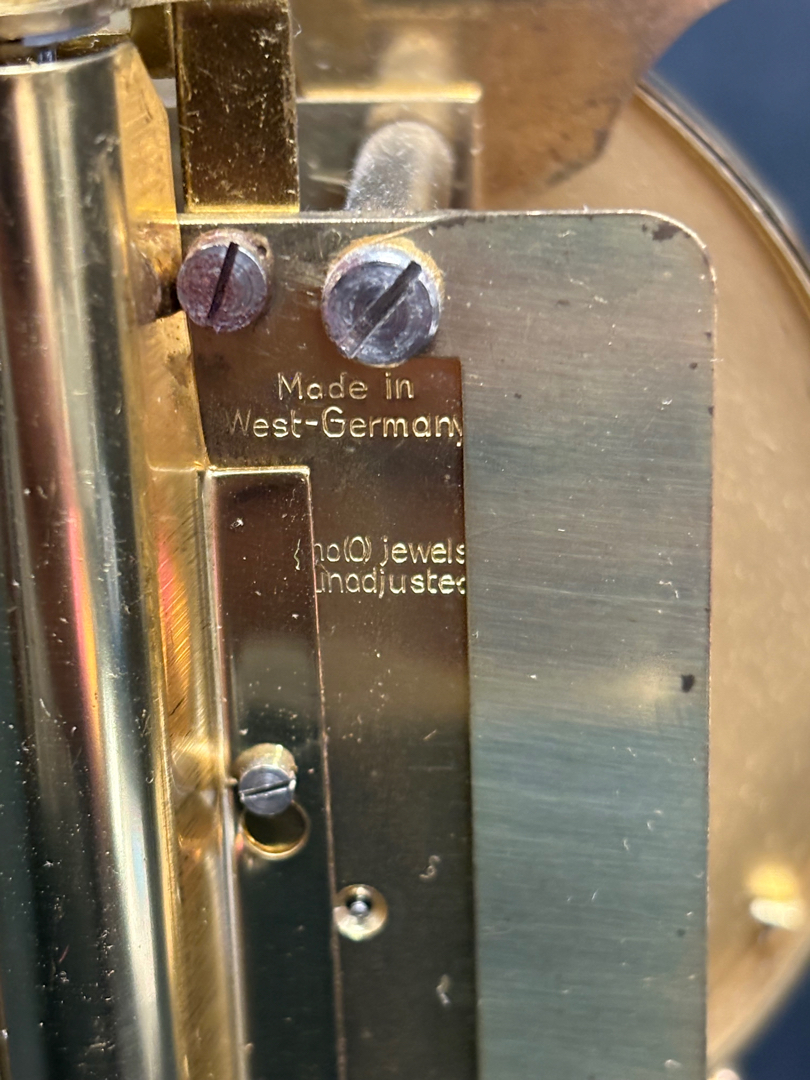 Made in
West-Germany
no(0) jewels
unadjusted